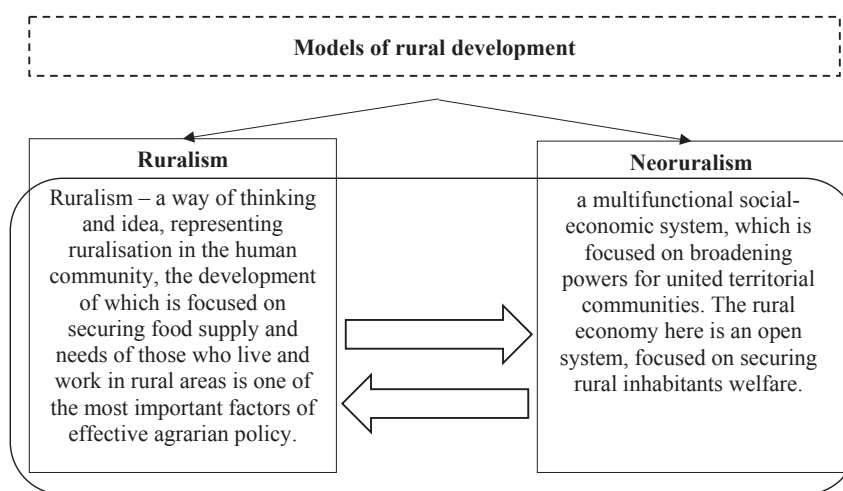 Models of rural development
Ruralism
Ruralism – a way of thinking
and idea, representing
ruralisation in the human
community, the development
of which is focused on
securing food supply and
needs of those who live and
work in rural areas is one of
the most important factors of
effective agrarian policy.
Neoruralism
a multifunctional social-
economic system, which is
focused on broadening
powers for united territorial
communities. The rural
economy here is an open
system, focused on securing
rural inhabitants welfare.